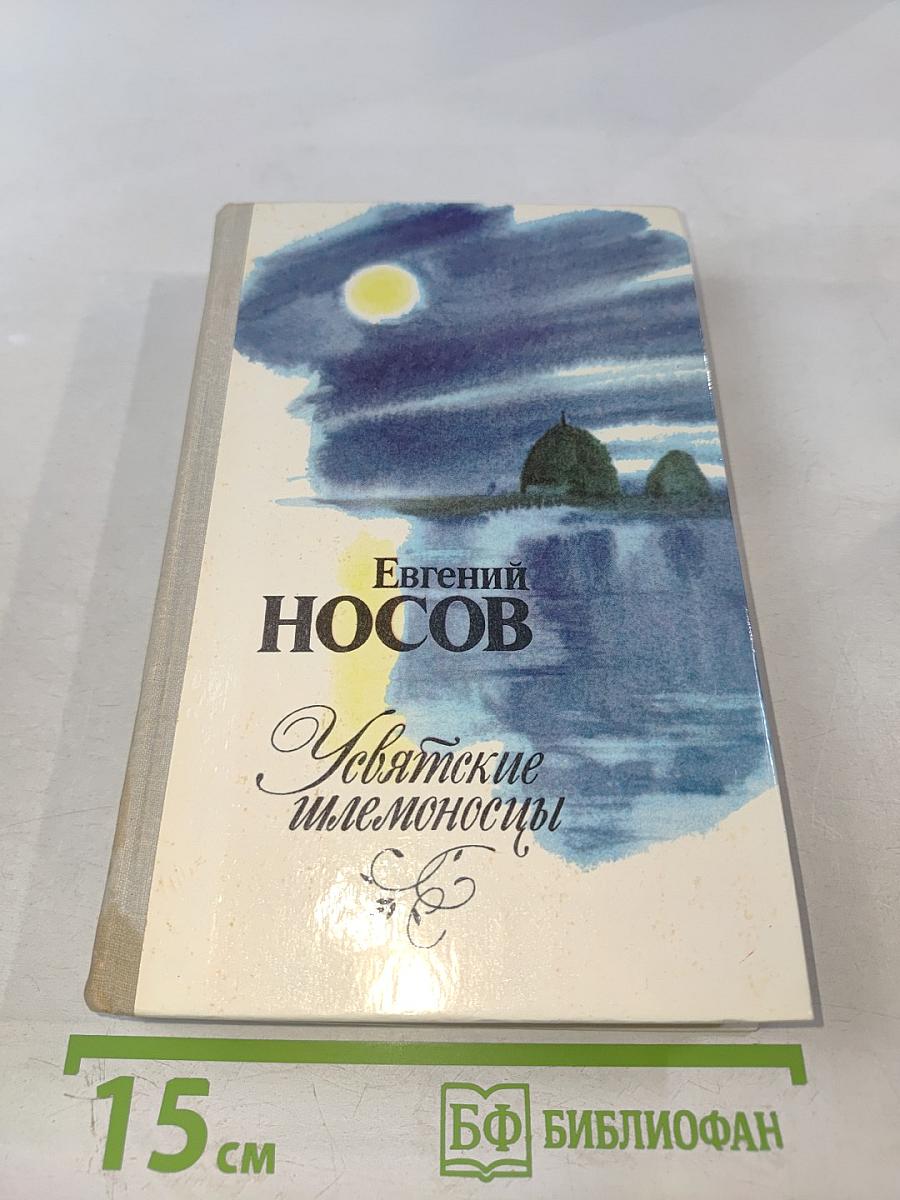 Евгений
НОСОВ
Усвятские
шлемоносцы
15 см
БФ БИБЛИОФАН